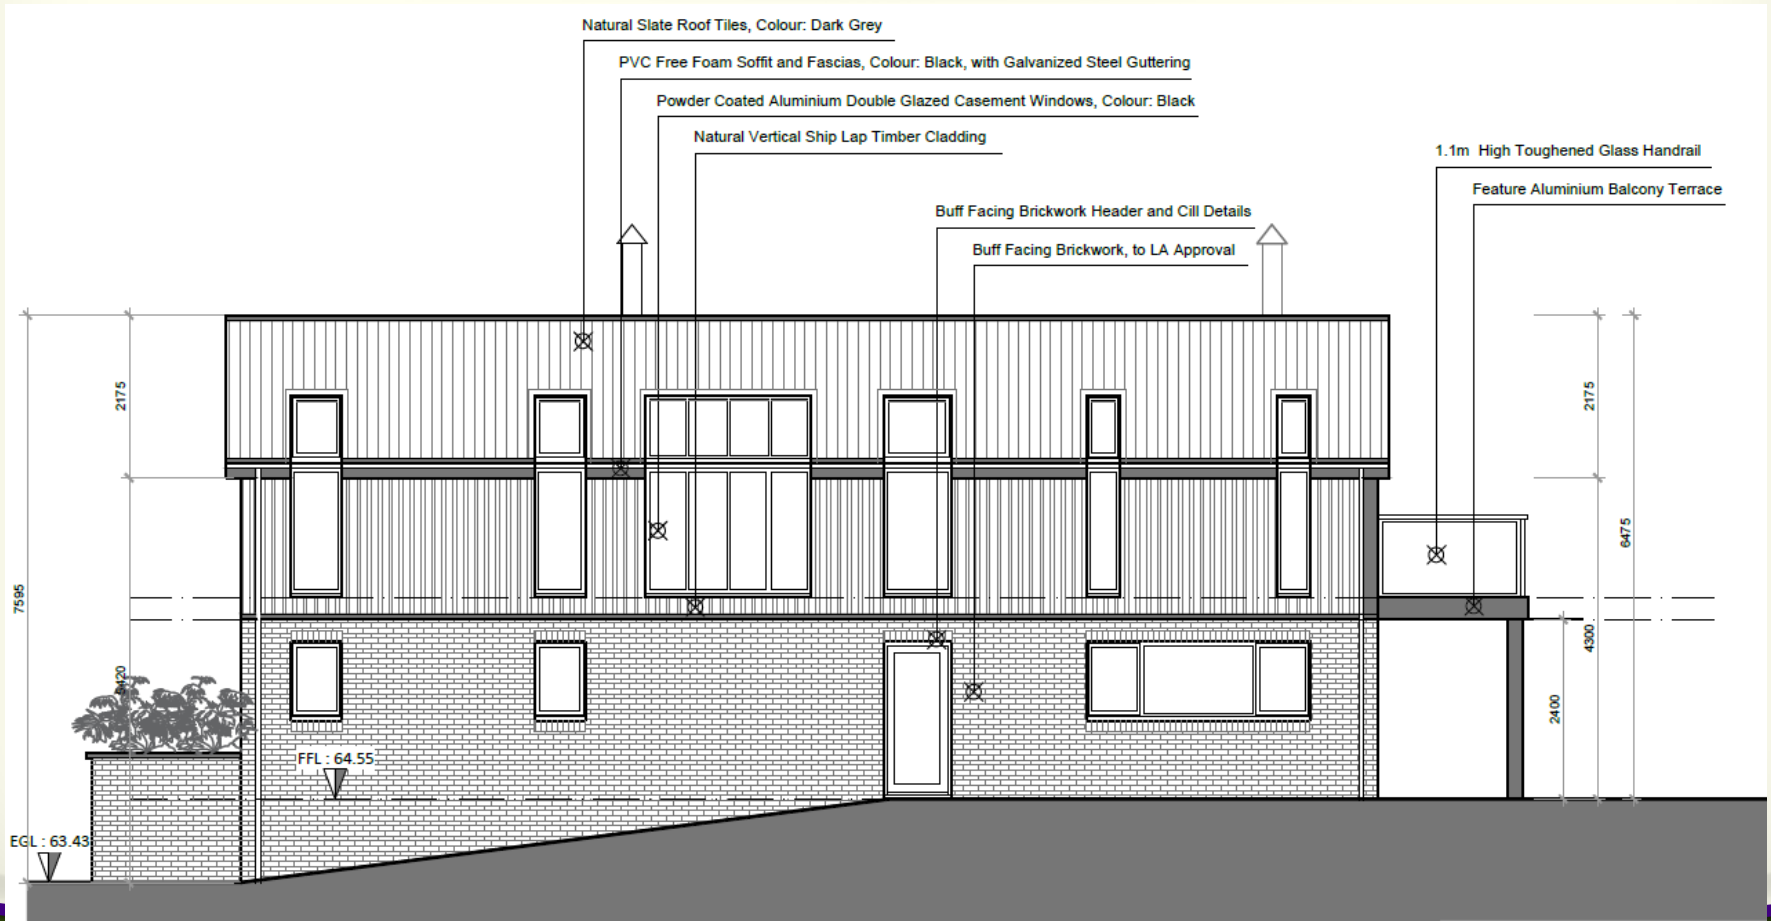 Natural Slate Roof Tiles, Colour: Dark Grey
PVC Free Foam Soffit and Fascias, Colour: Black, with Galvanized Steel Guttering
Powder Coated Aluminium Double Glazed Casement Windows, Colour: Black
Natural Vertical Ship Lap Timber Cladding
1.1m High Toughened Glass Handrail
Feature Aluminium Balcony Terrace
Buff Facing Brickwork Header and Cill Details
Buff Facing Brickwork, to LA Approval
2175
2175
6475
7595
4300
5420
2400
FFL : 64.55
EGL : 63.43